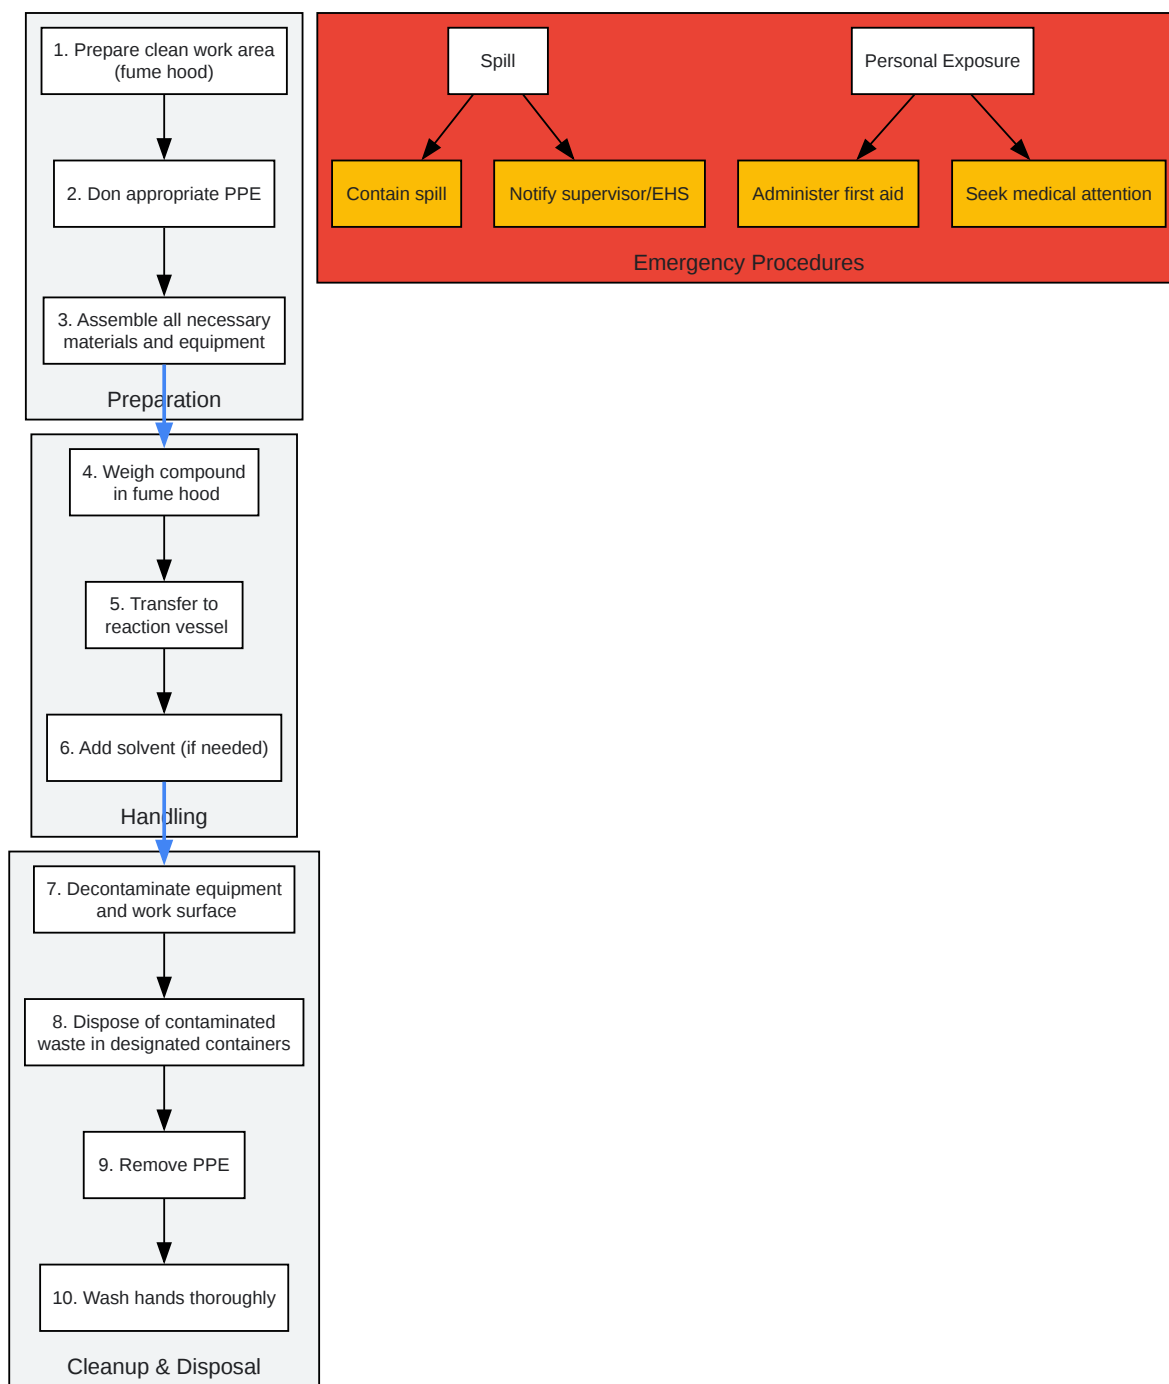 1. Prepare clean work area
(fume hood)
2. Don appropriate PPE
3. Assemble all necessary
materials and equipment
Preparation
4. Weigh compound
in fume hood
5. Transfer to
reaction vessel
6. Add solvent (if needed)
Handling
7. Decontaminate equipment
and work surface
8. Dispose of contaminated
waste in designated containers
9. Remove PPE
10. Wash hands thoroughly
Cleanup & Disposal
Spill
Personal Exposure
Contain spill
Notify supervisor/EHS
Administer first aid
Seek medical attention
Emergency Procedures